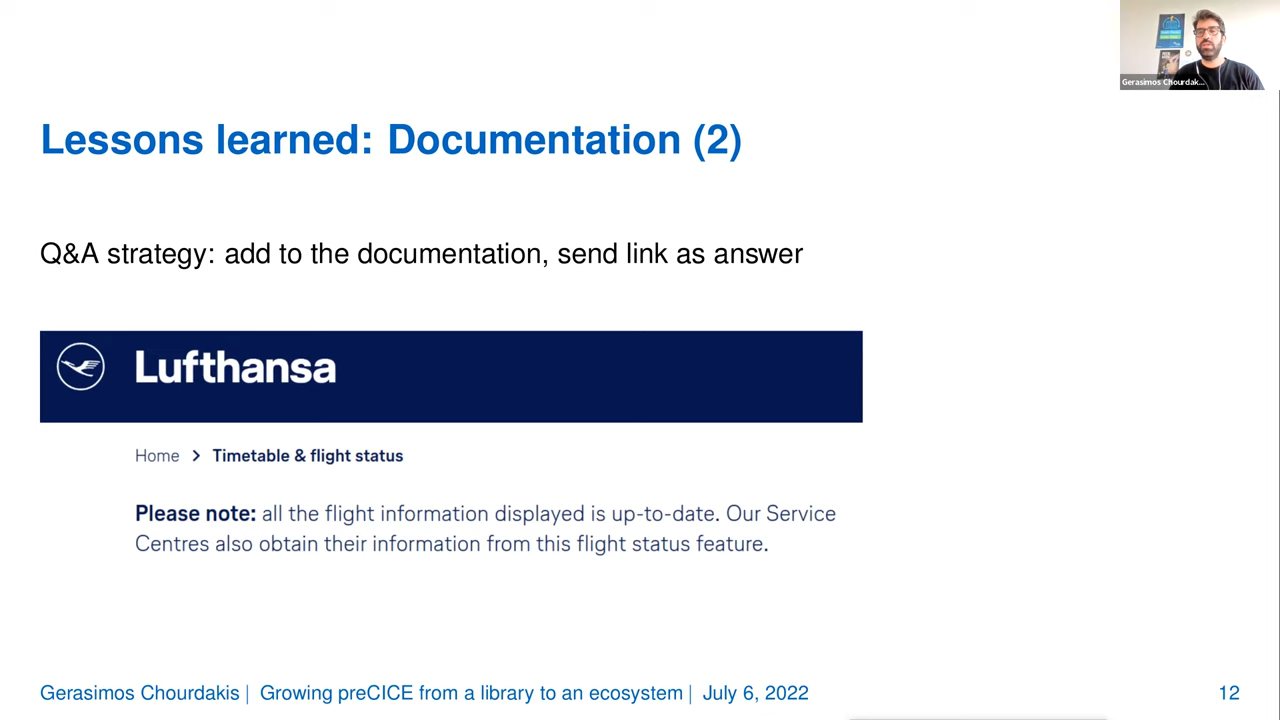 Gerasimos Chourdak...
Lessons learned: Documentation (2)
Q&A strategy: add to the documentation, send link as answer
Lufthansa
Home > Timetable & flight status
Please note: all the flight information displayed is up-to-date. Our Service
Centres also obtain their information from this flight status feature.
Gerasimos Chourdakis | Growing preCICE from a library to an ecosystem | July 6, 2022 12